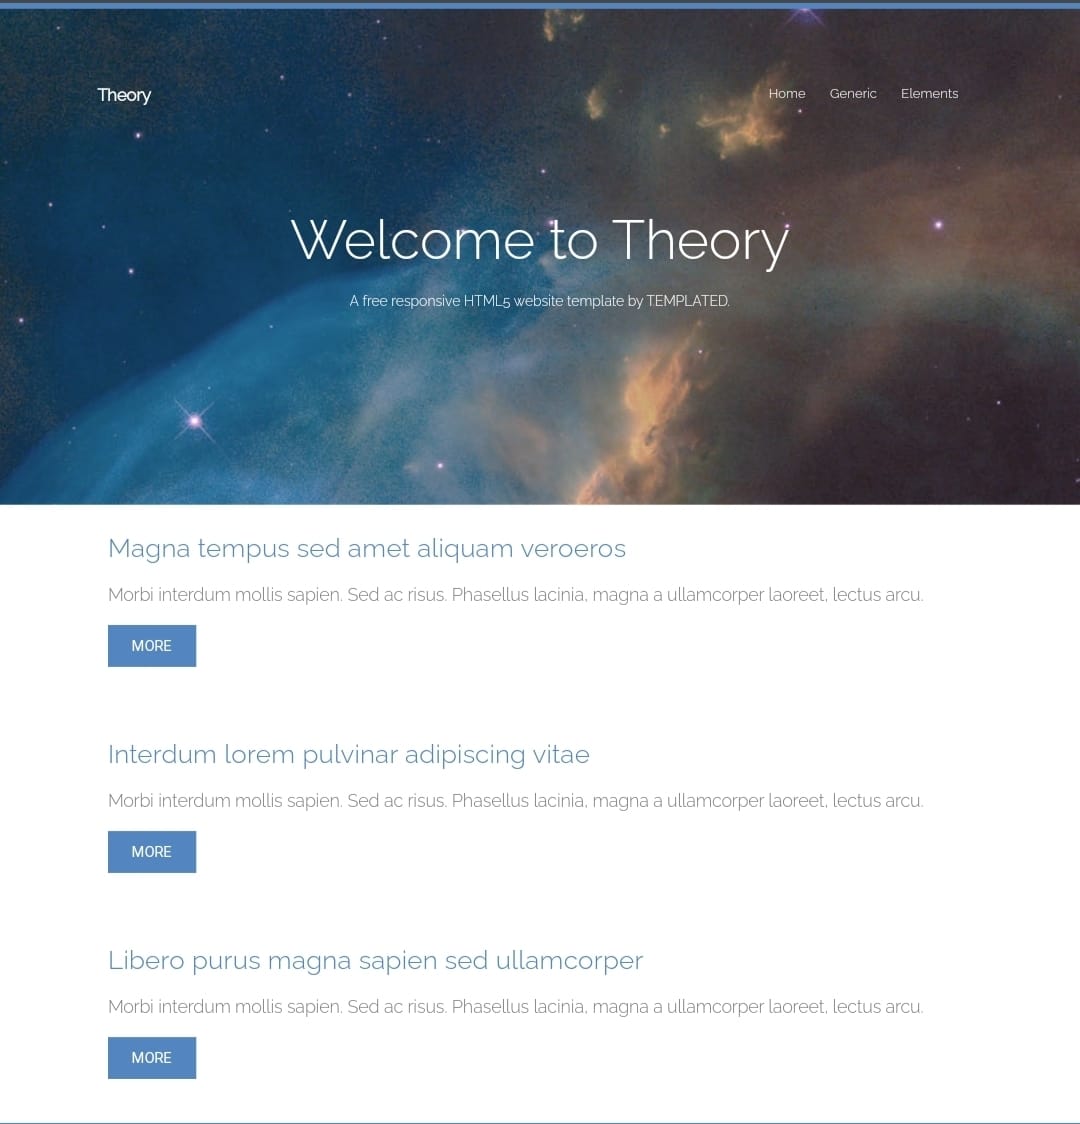 Theory
Home Generic Elements
Welcome to Theory
A free responsive HTML5 website template by TEMPLATED.
Magna tempus sed amet aliquam veroeros
Morbi interdum mollis sapien. Sed ac risus. Phasellus lacinia, magna a ullamcorper laoreet, lectus arcu.
MORE
Interdum lorem pulvinar adipiscing vitae
Morbi interdum mollis sapien. Sed ac risus. Phasellus lacinia, magna a ullamcorper laoreet, lectus arcu.
MORE
Libero purus magna sapien sed ullamcorper
Morbi interdum mollis sapien. Sed ac risus. Phasellus lacinia, magna a ullamcorper laoreet, lectus arcu.
MORE